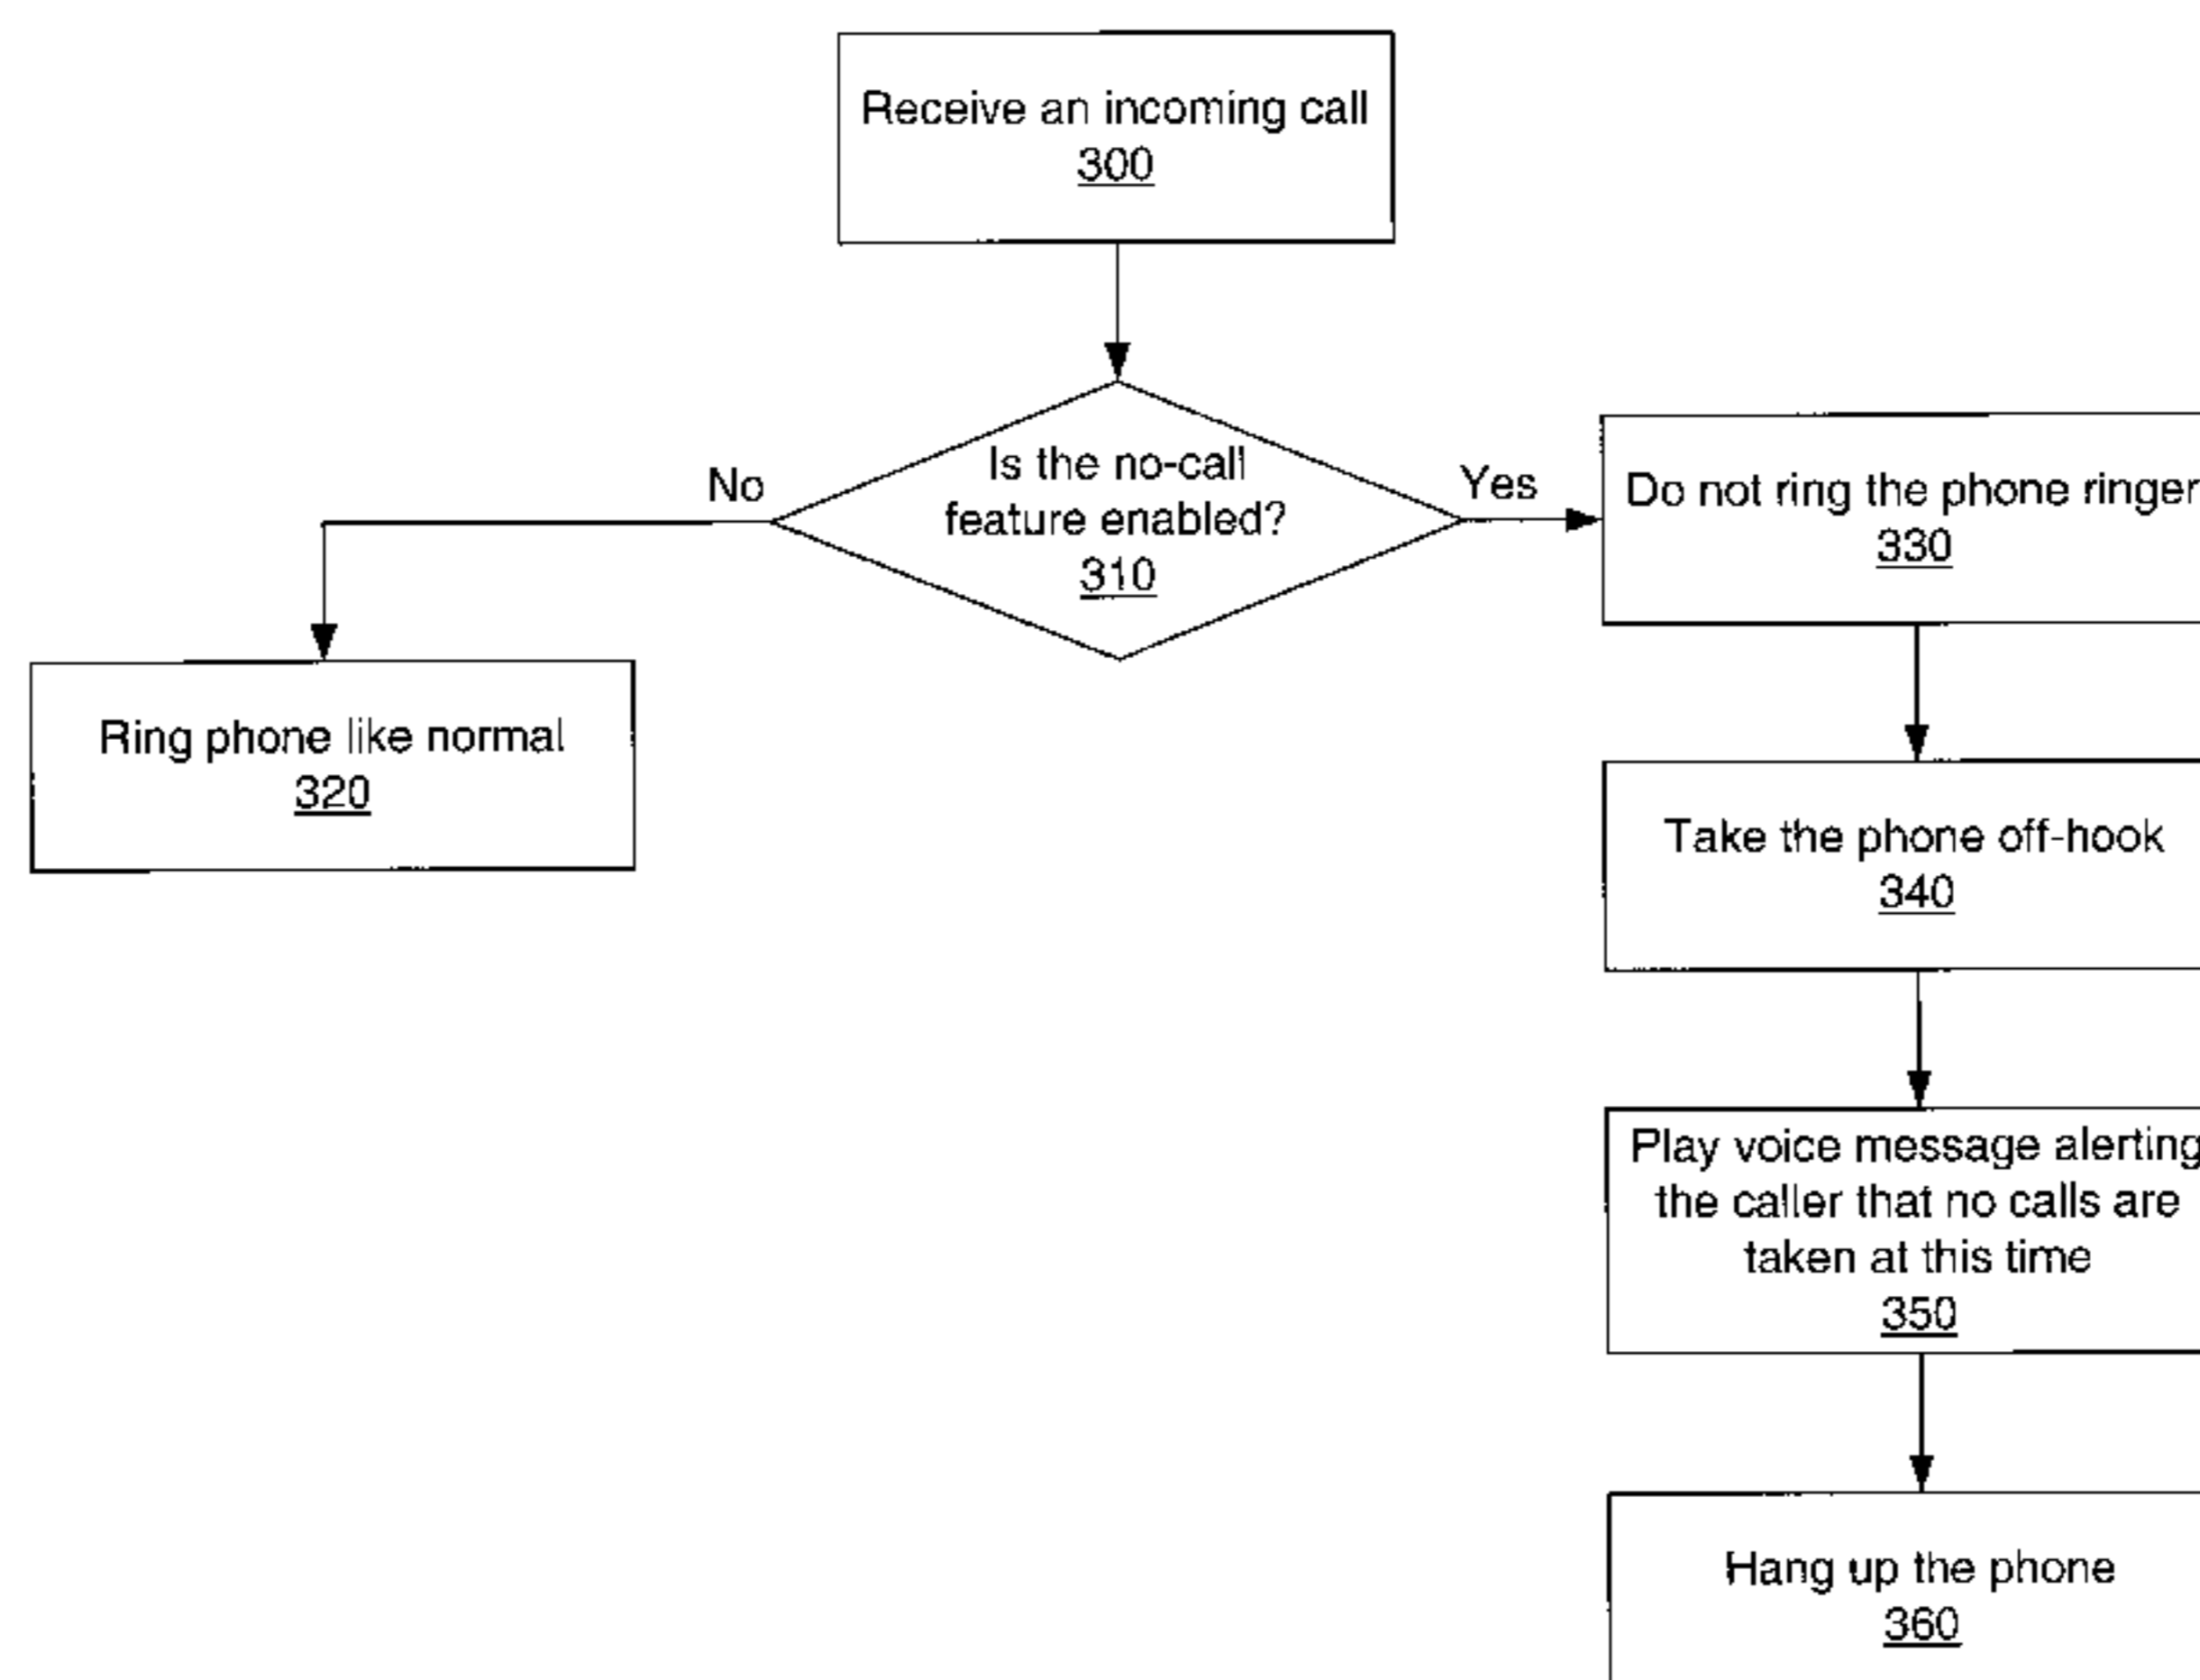 Receive an incoming call
300
Is the no-call
feature enabled?
310
No
Yes
Ring phone like normal
320
Do not ring the phone ringer
330
Take the phone off-hook
340
Play voice message alerting
the caller that no calls are
taken at this time
350
Hang up the phone
360